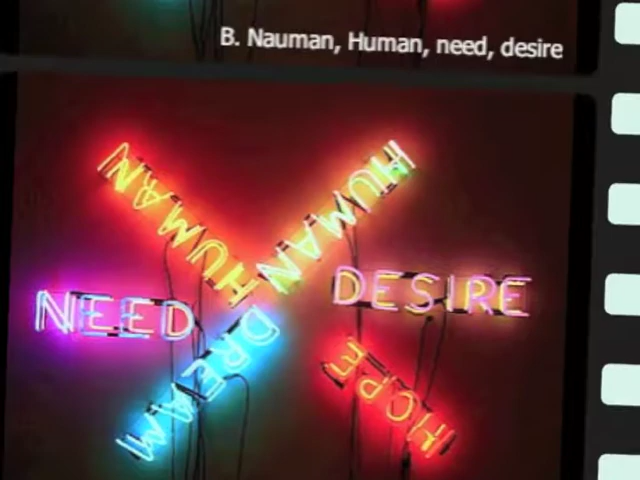 B. Nauman, Human, need, desire
HUMAN
HUMAN
NEED
DESIRE
DREAM
HOPE